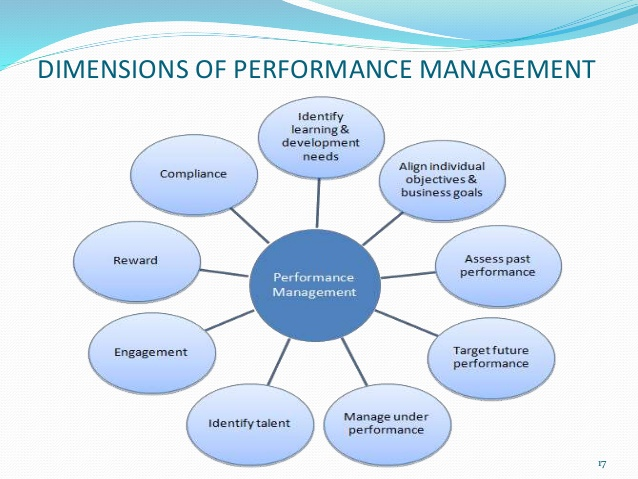 DIMENSIONS OF PERFORMANCE MANAGEMENT
Identify
learning &
development
needs
Align individual
objectives &
business goals
Assess past
performance
Target future
performance
Manage under
performance
Identify talent
Engagement
Reward
Compliance
Performance
Management
17